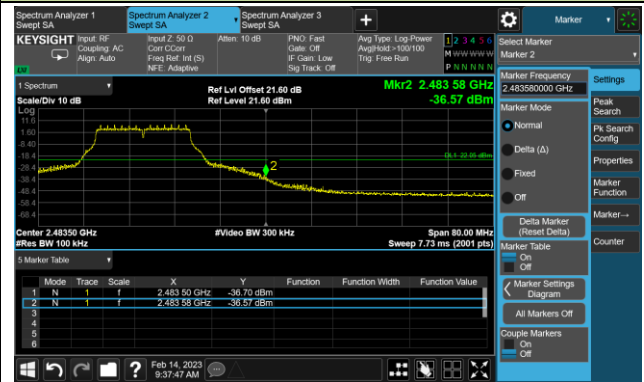 Spectrum Analyzer 1
Swept SA
Spectrum Analyzer 2
Swept SA
Spectrum Analyzer 3
Swept SA
+
Marker
KEYSIGHT
Input: RF
Coupling: AC
Align: Auto
Input Z: 50 Ω
Corr CCorr
Freq Ref: Int (S)
NFE: Adaptive
Atten: 10 dB
PNO: Fast
Gate: Off
IF Gain: Low
Sig Track: Off
Avg Type: Log-Power
Avg|Hold:>100/100
Trig: Free Run
1 2 3 4 5 6
M W W W W W
P N N N N N
Select Marker
Marker 2
1 Spectrum
Scale/Div 10 dB
Log
Ref Lvl Offset 21.60 dB
Ref Level 21.60 dBm
Mkr2 2.483 58 GHz
-36.57 dBm
11.6
1.60
-8.40
-18.4
-28.4
-38.4
-48.4
-58.4
-68.4
DL1 -22.05 dBm
2
Center 2.48350 GHz
#Res BW 100 kHz
#Video BW 300 kHz
Span 80.00 MHz
Sweep 7.73 ms (2001 pts)
5 Marker Table
Mode Trace Scale X Y Function Function Width Function Value
1 N 1 f 2.483 50 GHz -36.70 dBm
2 N 1 f 2.483 58 GHz -36.57 dBm
3
4
5
6
Marker Frequency
2.483580000 GHz
Marker Mode
Normal
Delta (Δ)
Fixed
Off
Delta Marker
(Reset Delta)
Marker Table
On
Off
Marker Settings
Diagram
All Markers Off
Couple Markers
On
Off
Settings
Peak
Search
Pk Search
Config
Properties
Marker
Function
Marker→
Counter
?
Feb 14, 2023
9:37:47 AM